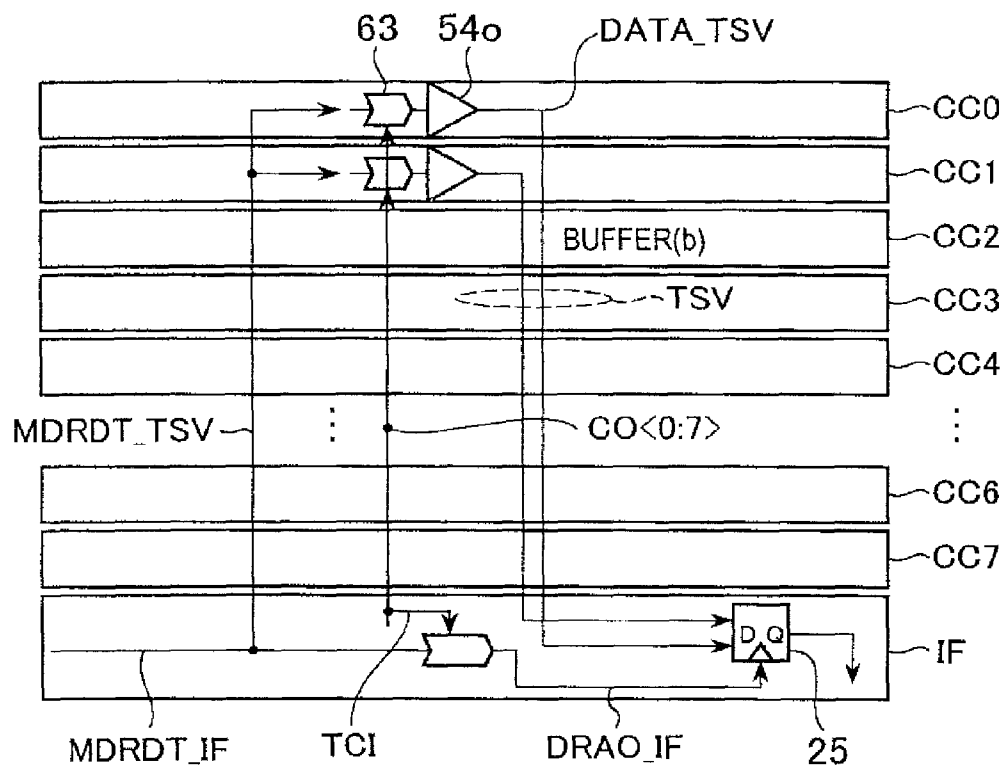 63 54o DATA_TSV
CC0
CC1
BUFFER(b) CC2
TSV CC3
CC4
MDRDT_TSV ⋮ CO<0:7> ⋮
CC6
CC7
D Q IF
MDRDT_IF TCI DRAO_IF 25